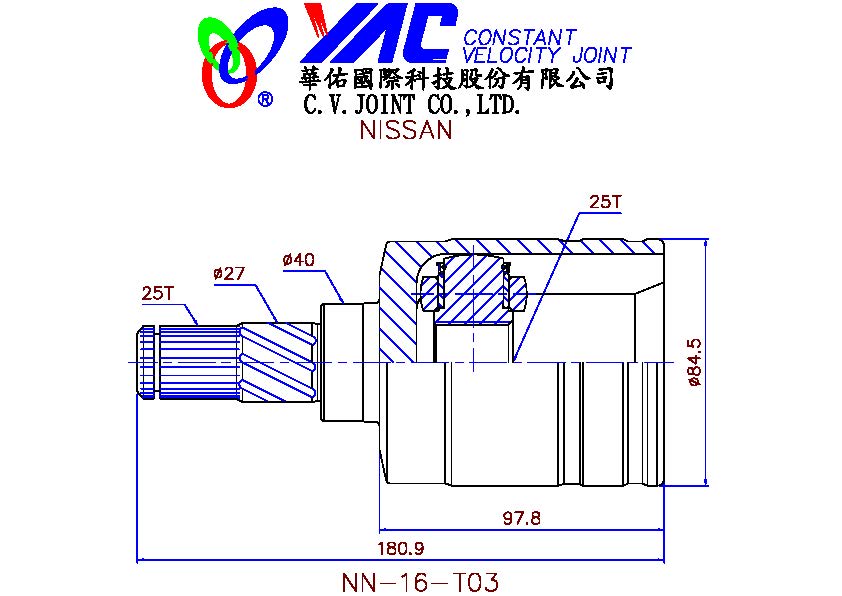 YAC CONSTANT
VELOCITY JOINT
華佑國際科技股份有限公司
®
C.V.JOINT CO.,LTD.
NISSAN
25T
ø40
ø27
25T
ø84.5
97.8
180.9
NN-16-T03